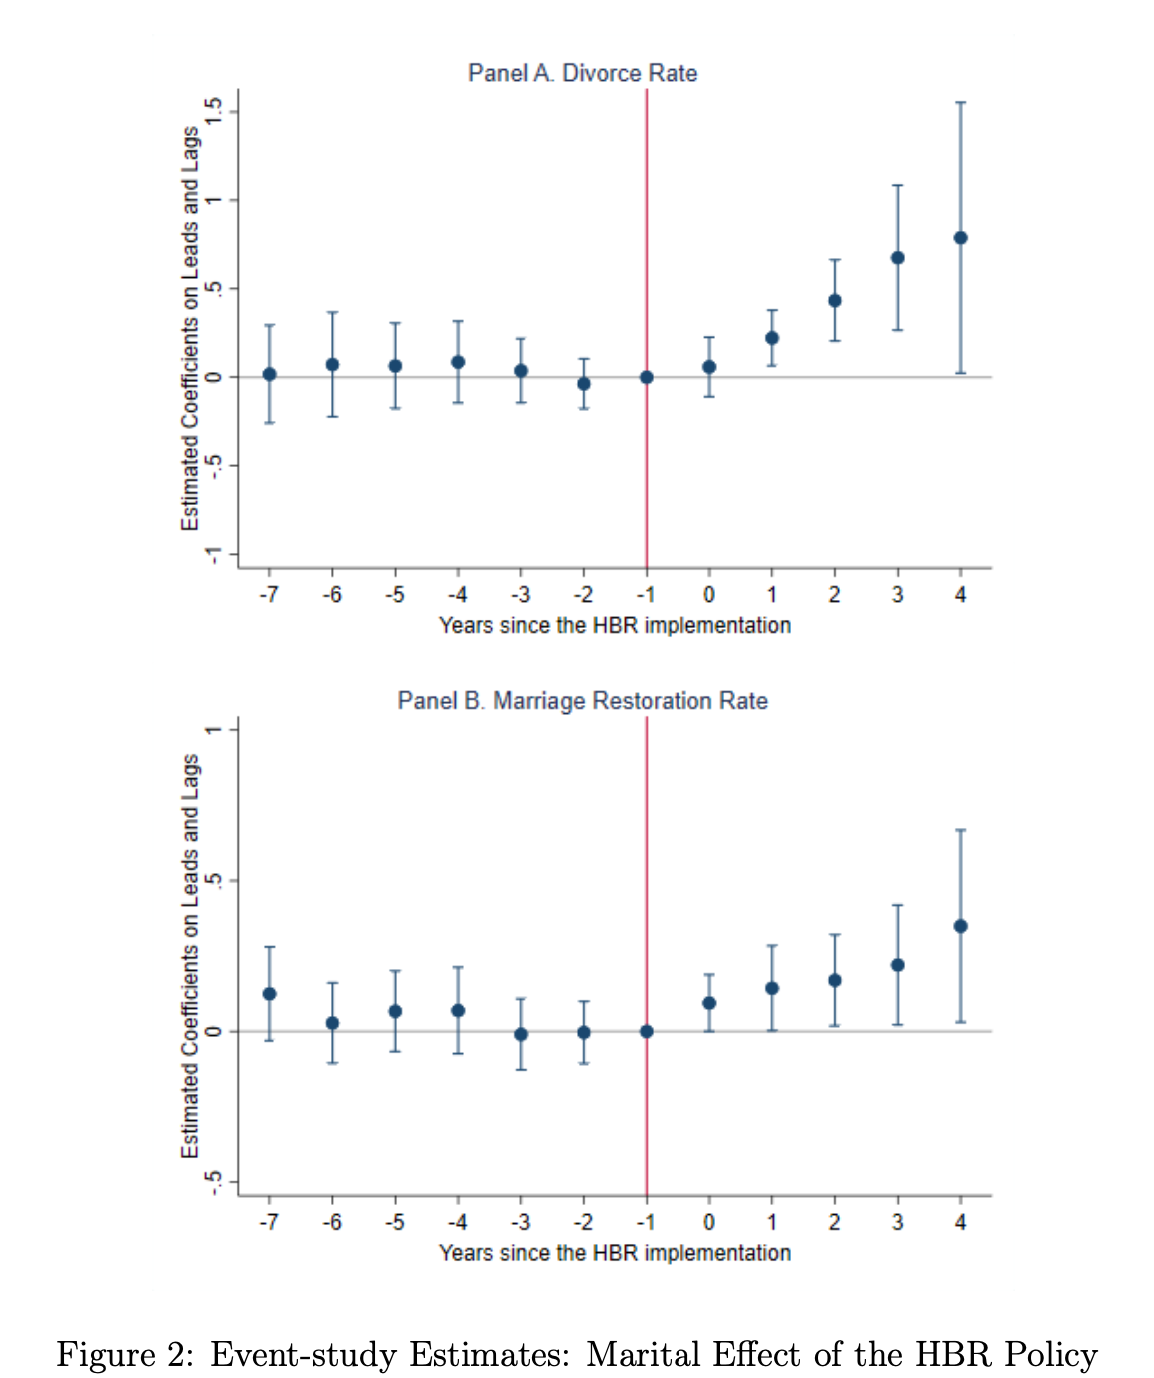 Panel A. Divorce Rate
Estimated Coefficients on Leads and Lags
1.5
1
.5
0
-.5
-1
-7 -6 -5 -4 -3 -2 -1 0 1 2 3 4
Years since the HBR implementation
Panel B. Marriage Restoration Rate
Estimated Coefficients on Leads and Lags
1
.5
0
-.5
-7 -6 -5 -4 -3 -2 -1 0 1 2 3 4
Years since the HBR implementation
Figure 2: Event-study Estimates: Marital Effect of the HBR Policy